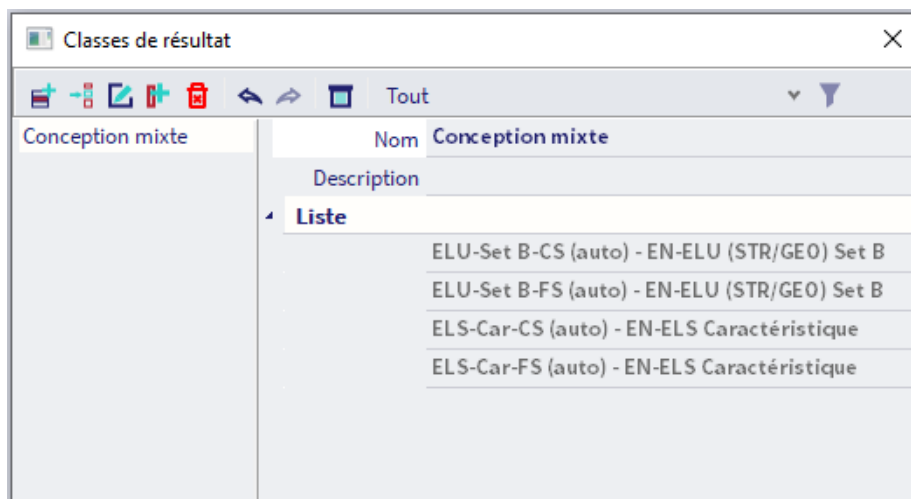 Classes de résultat
Tout
Conception mixte
Nom Conception mixte
Description
Liste
ELU-Set B-CS (auto) - EN-ELU (STR/GEO) Set B
ELU-Set B-FS (auto) - EN-ELU (STR/GEO) Set B
ELS-Car-CS (auto) - EN-ELS Caractéristique
ELS-Car-FS (auto) - EN-ELS Caractéristique